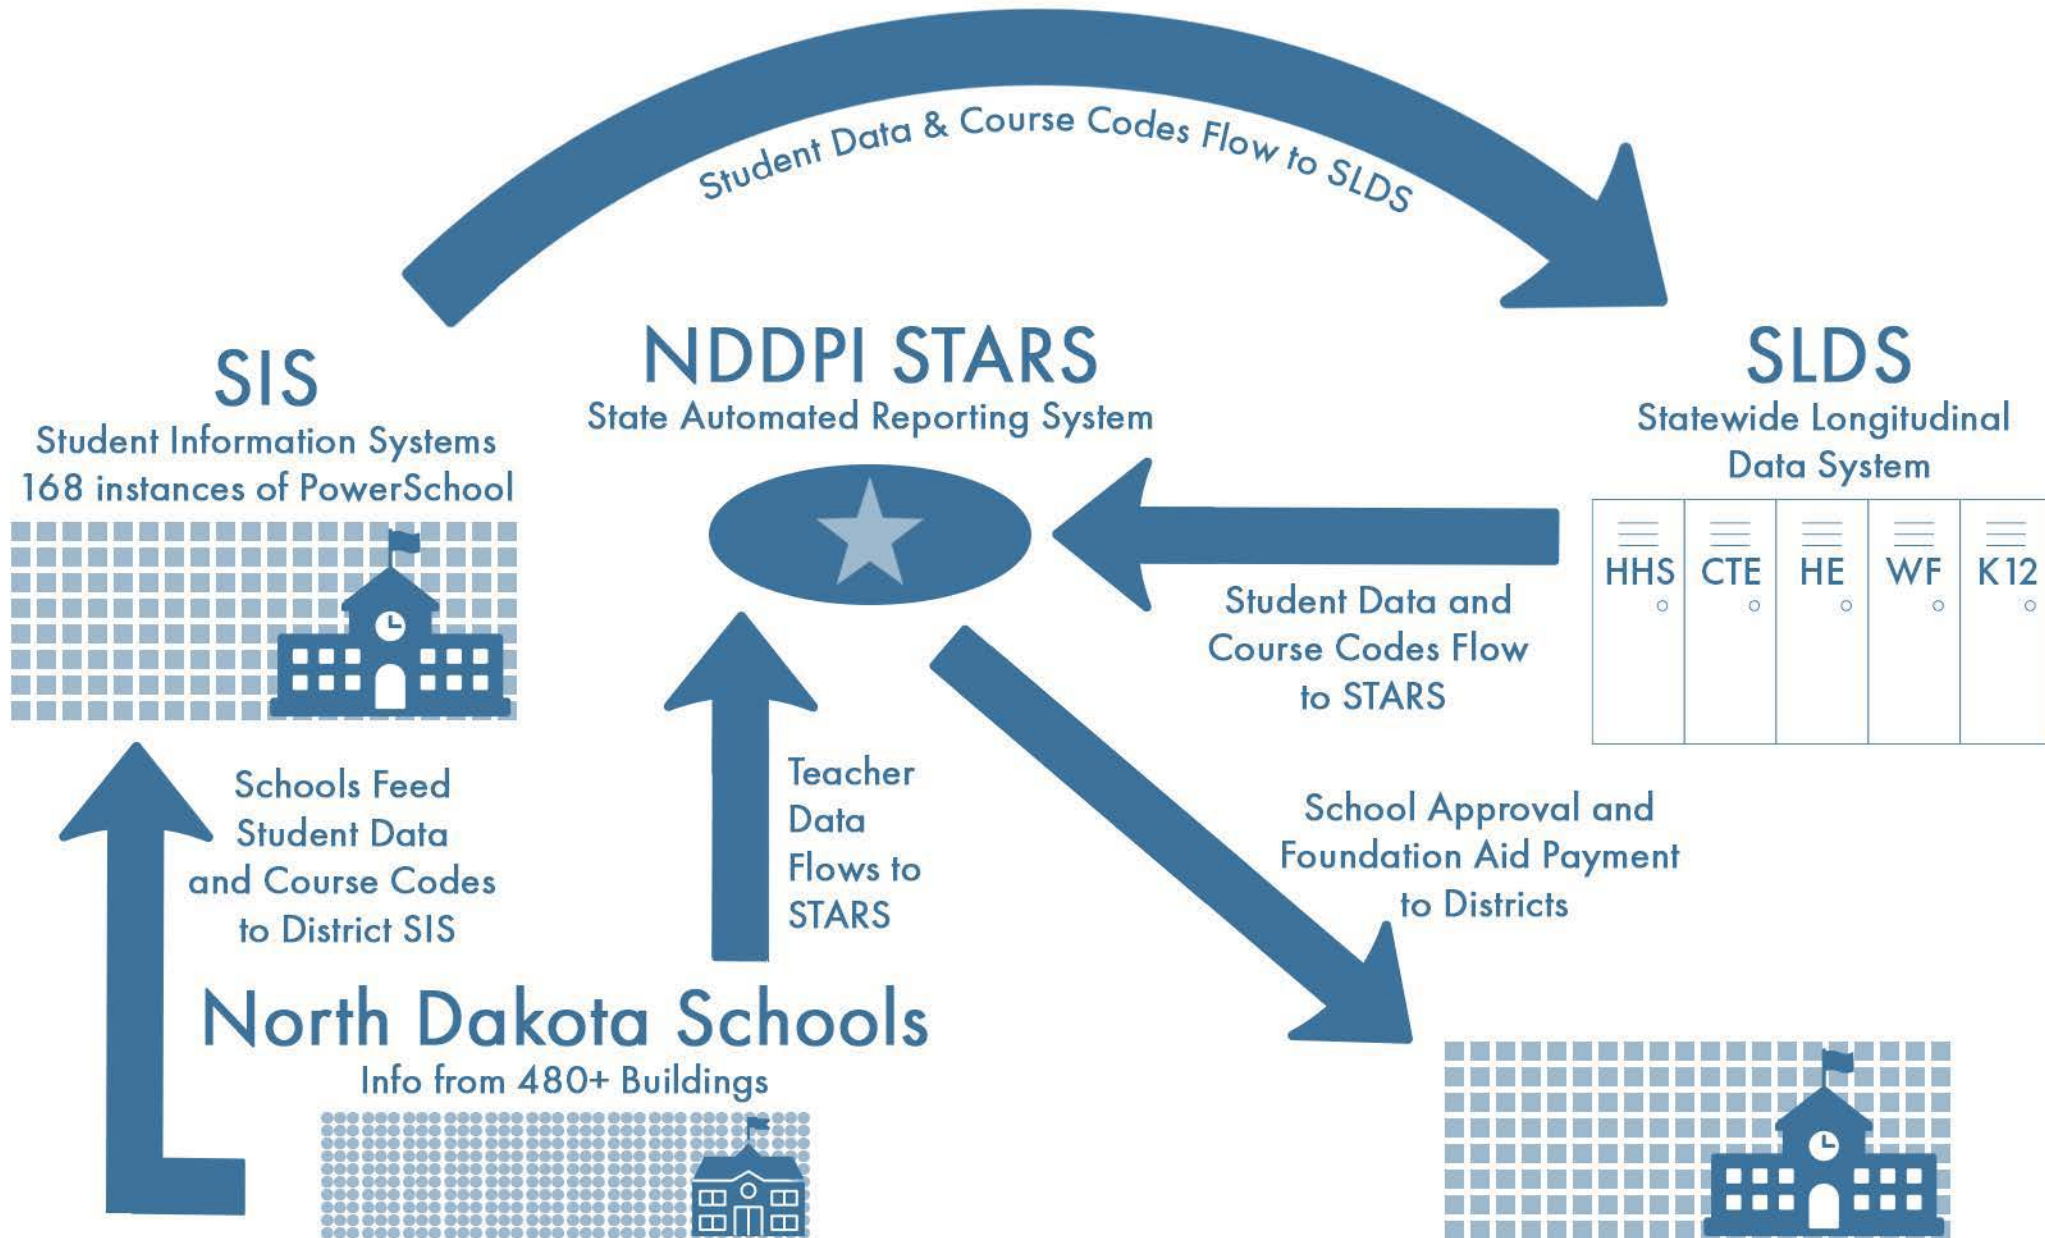 Student Data & Course Codes Flow to SLDS
SIS
Student Information Systems
168 instances of PowerSchool
NDDPI STARS
State Automated Reporting System
SLDS
Statewide Longitudinal
Data System
HHS
CTE
HE
WF
K12
Student Data and
Course Codes Flow
to STARS
Schools Feed
Student Data
and Course Codes
to District SIS
Teacher
Data
Flows to
STARS
School Approval and
Foundation Aid Payment
to Districts
North Dakota Schools
Info from 480+ Buildings